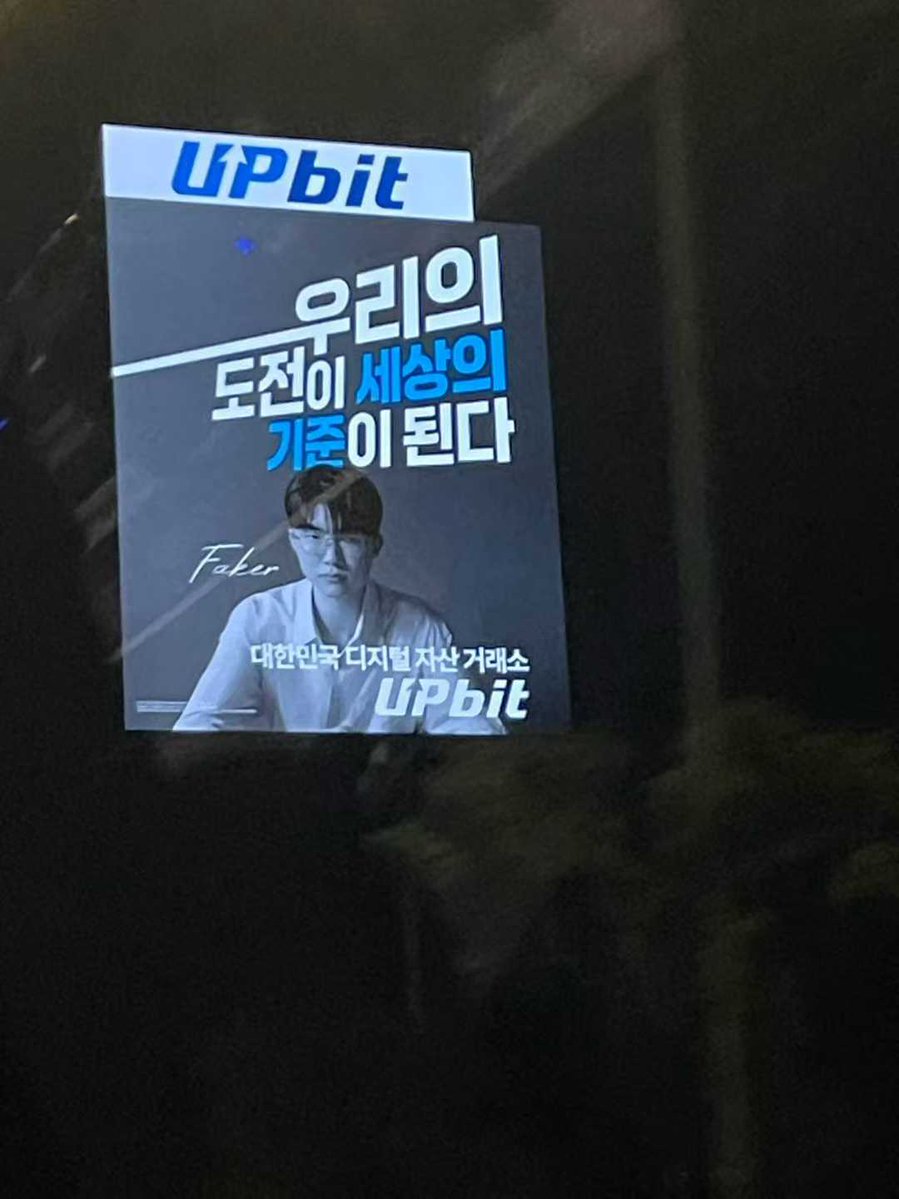 UPbit
우리의
도전이 세상의
기준이 된다
Faker
대한민국 디지털 자산 거래소
UPbit